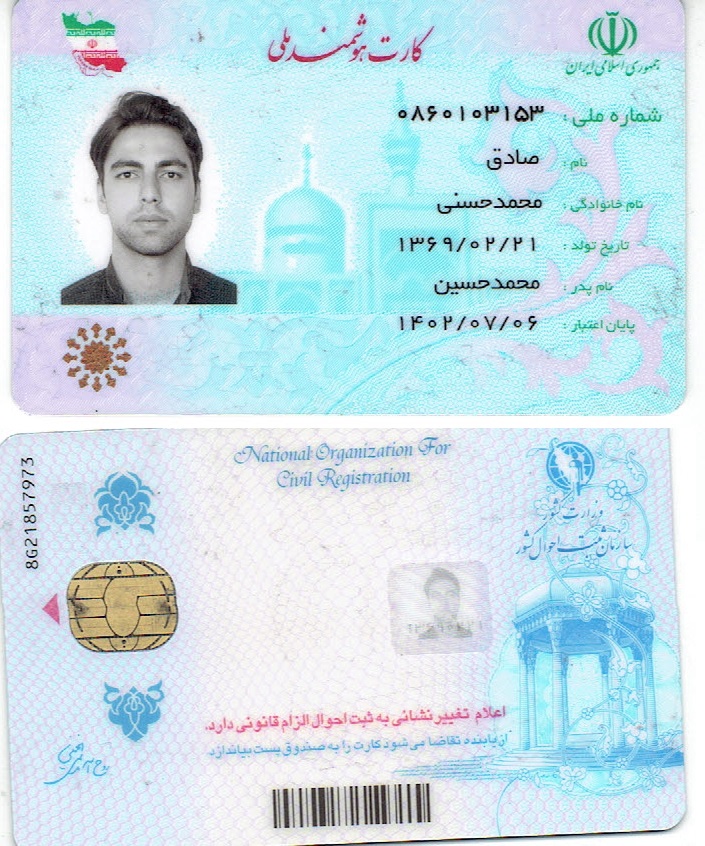 کارت هوشمند ملی
جمهوری اسلامی ایران
شماره ملی : ۰۸۶۰۱۰۳۱۵۳
نام : صادق
نام خانوادگی : محمدحسنی
تاریخ تولد : ۱۳۶۹/۰۲/۲۱
نام پدر : محمدحسین
پایان اعتبار : ۱۴۰۲/۰۷/۰۶
National Organization For
Civil Registration
وزارت کشور
سازمان ثبت احوال کشور
8G21857973
اعلام تغییر نشانی به ثبت احوال الزام قانونی دارد.
از یابنده تقاضا می شود کارت را به صندوق پست بیاندازد.